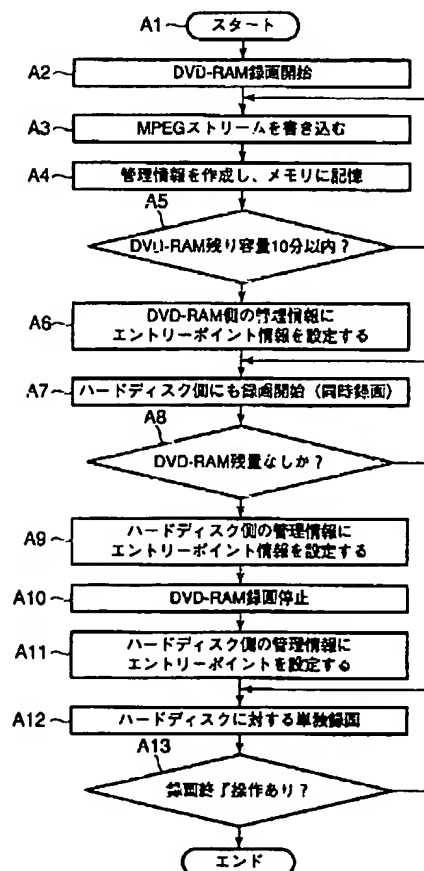 A1 スタート
A2 DVD-RAM録画開始
A3 MPEGストリームを書き込む
A4 管理情報を作成し、メモリに記憶
A5
DVD-RAM残り容量10分以内?
A6 DVD-RAM側の管理情報に
エントリーポイント情報を設定する
A7 ハードディスク側にも録画開始(同時録画)
A8
DVD-RAM残量なしか?
A9 ハードディスク側の管理情報に
エントリーポイント情報を設定する
A10 DVD-RAM録画停止
A11 ハードディスク側の管理情報に
エントリーポイントを設定する
A12 ハードディスクに対する単独録画
A13
録画終了操作あり?
エンド